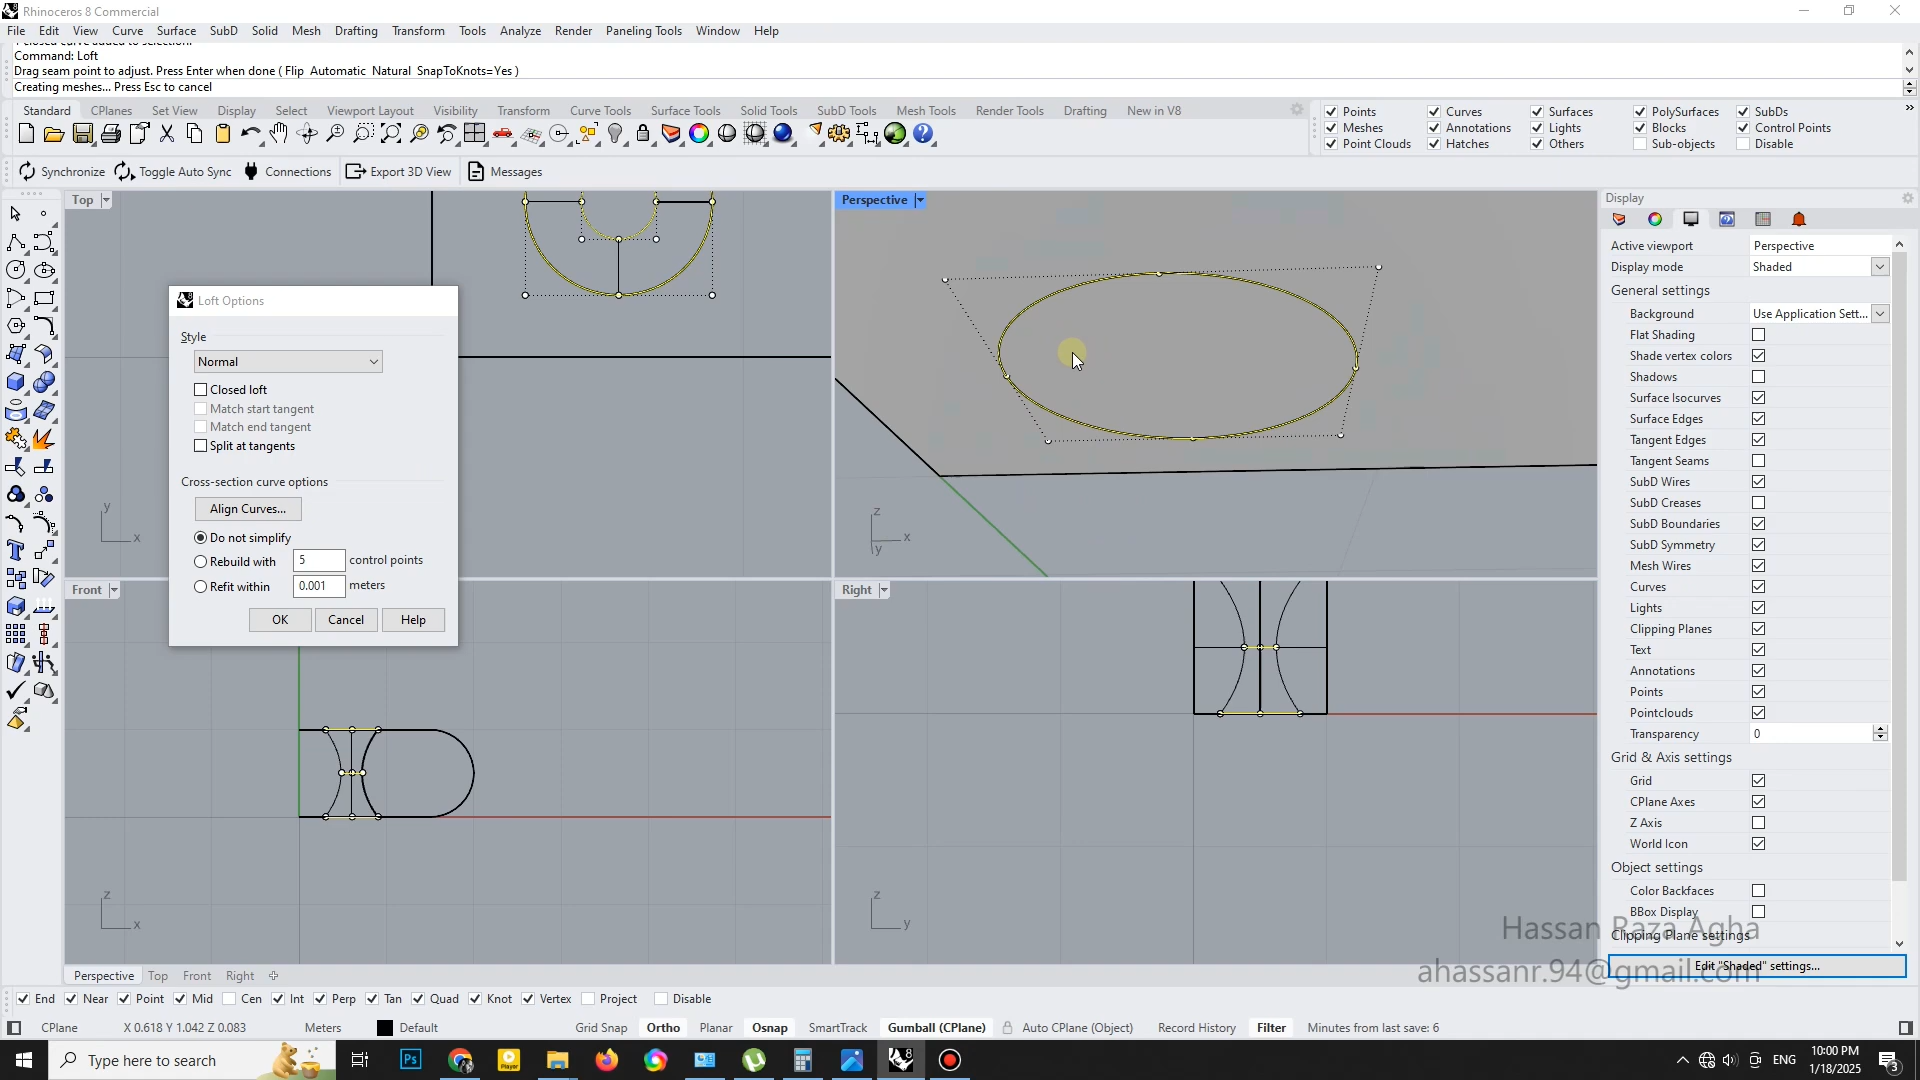 Rhinoceros 8 Commercial
File Edit View Curve Surface SubD Solid Mesh Drafting Transform Tools Analyze Render Paneling Tools Window Help
1 closed curve added to selection.
Command: Loft
Drag seam point to adjust. Press Enter when done ( Flip Automatic Natural SnapToKnots=Yes )
Creating meshes... Press Esc to cancel
Standard CPlanes Set View Display Select Viewport Layout Visibility Transform Curve Tools Surface Tools Solid Tools SubD Tools Mesh Tools Render Tools Drafting New in V8
Points Curves Surfaces PolySurfaces SubDs
Meshes Annotations Lights Blocks Control Points
Point Clouds Hatches Others Sub-objects Disable
Synchronize Toggle Auto Sync Connections Export 3D View Messages
Top
Perspective
Display
Active viewport Perspective
Display mode Shaded
General settings
Background Use Application Sett...
Flat Shading
Shade vertex colors
Shadows
Surface Isocurves
Surface Edges
Tangent Edges
Tangent Seams
SubD Wires
SubD Creases
SubD Boundaries
SubD Symmetry
Mesh Wires
Curves
Lights
Clipping Planes
Text
Annotations
Points
Pointclouds
Transparency 0
Grid & Axis settings
Grid
CPlane Axes
Z Axis
World Icon
Object settings
Color Backfaces
BBox Display
Clipping Plane settings
Edit "Shaded" settings...
Loft Options
Style
Normal
Closed loft
Match start tangent
Match end tangent
Split at tangents
Cross-section curve options
Align Curves...
Do not simplify
Rebuild with 5 control points
Refit within 0.001 meters
OK Cancel Help
y
x
z
x
y
Front
Right
z
x
z
y
Hassan Raza Agha
ahassanr.94@gmail.com
Perspective Top Front Right
End Near Point Mid Cen Int Perp Tan Quad Knot Vertex Project Disable
CPlane X 0.618 Y 1.042 Z 0.083 Meters Default Grid Snap Ortho Planar Osnap SmartTrack Gumball (CPlane) Auto CPlane (Object) Record History Filter Minutes from last save: 6
Type here to search
Ps
Player
8
ENG
10:00 PM
1/18/2025
3